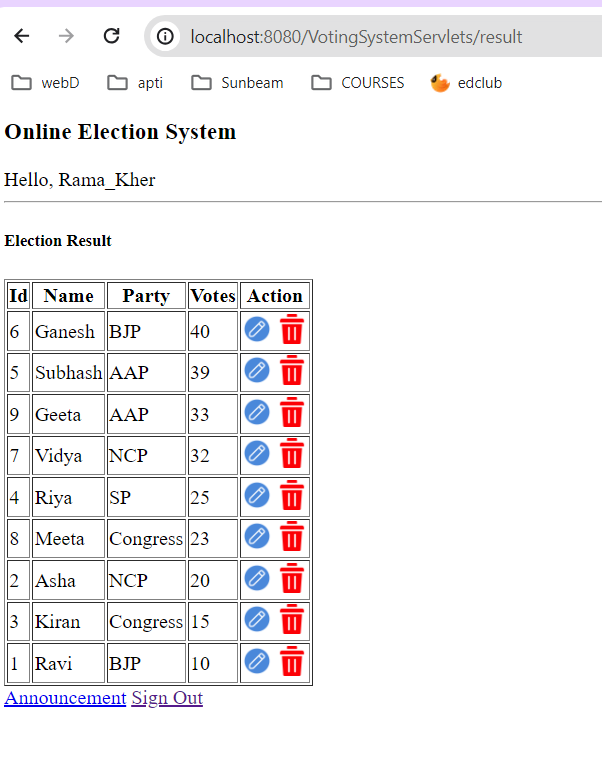 localhost:8080/VotingSystemServlets/result
webD apti Sunbeam COURSES edclub
Online Election System
Hello, Rama_Kher
Election Result
Id Name Party Votes Action
6 Ganesh BJP 40
5 Subhash AAP 39
9 Geeta AAP 33
7 Vidya NCP 32
4 Riya SP 25
8 Meeta Congress 23
2 Asha NCP 20
3 Kiran Congress 15
1 Ravi BJP 10
Announcement Sign Out